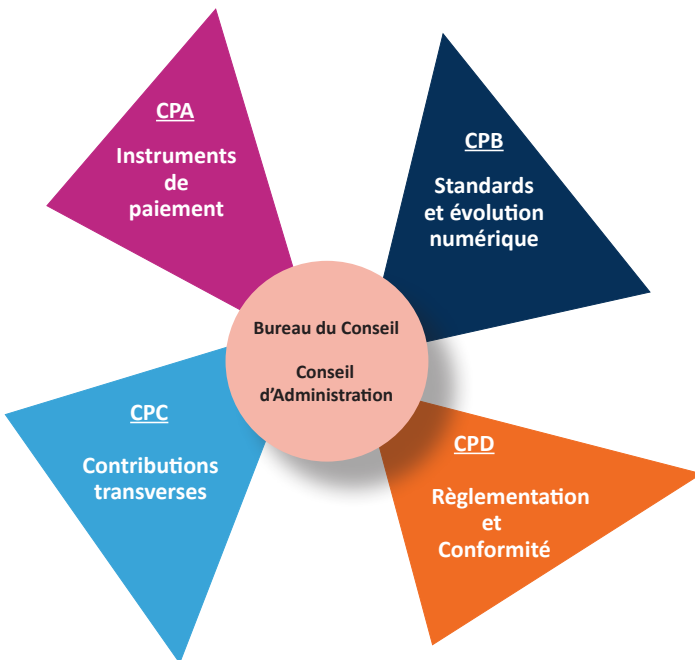 CPA
Instruments
de
paiement
CPB
Standards
et évolution
numérique
Bureau du Conseil
Conseil
d'Administration
CPC
Contributions
transverses
CPD
Règlementation
et
Conformité